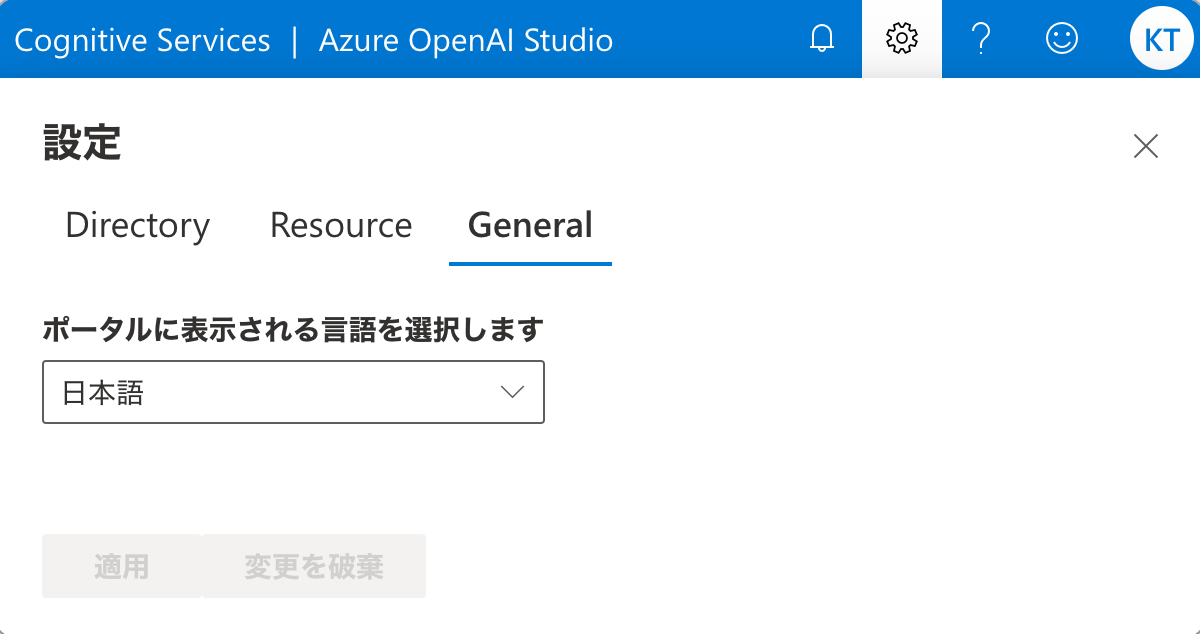 Cognitive Services | Azure OpenAI Studio KT
設定
Directory Resource General
ポータルに表示される言語を選択します
日本語
適用 変更を破棄